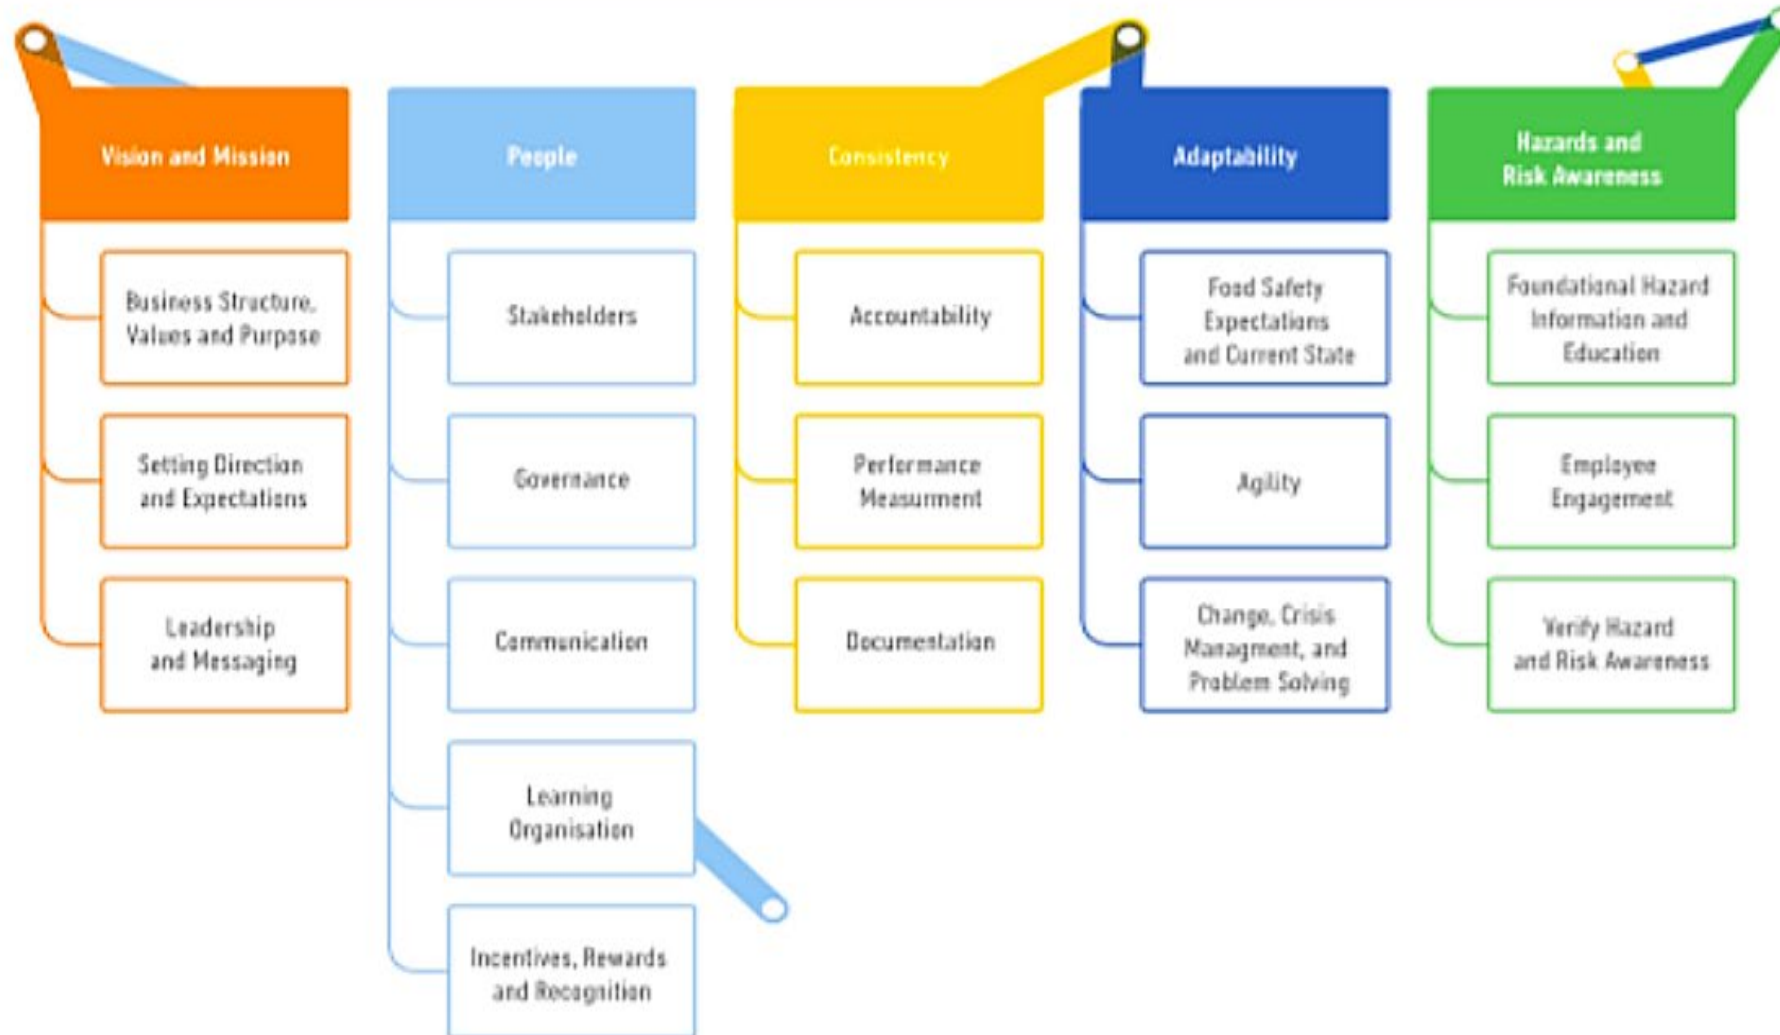 Vision and Mission
Business Structure,
Values and Purpose
Setting Direction
and Expectations
Leadership
and Messaging
People
Stakeholders
Governance
Communication
Learning
Organisation
Incentives, Rewards
and Recognition
Consistency
Accountability
Performance
Measurment
Documentation
Adaptability
Food Safety
Expectations
and Current State
Agility
Change, Crisis
Managment, and
Problem Solving
Hazards and
Risk Awareness
Foundational Hazard
Information and
Education
Employee
Engagement
Verify Hazard
and Risk Awareness